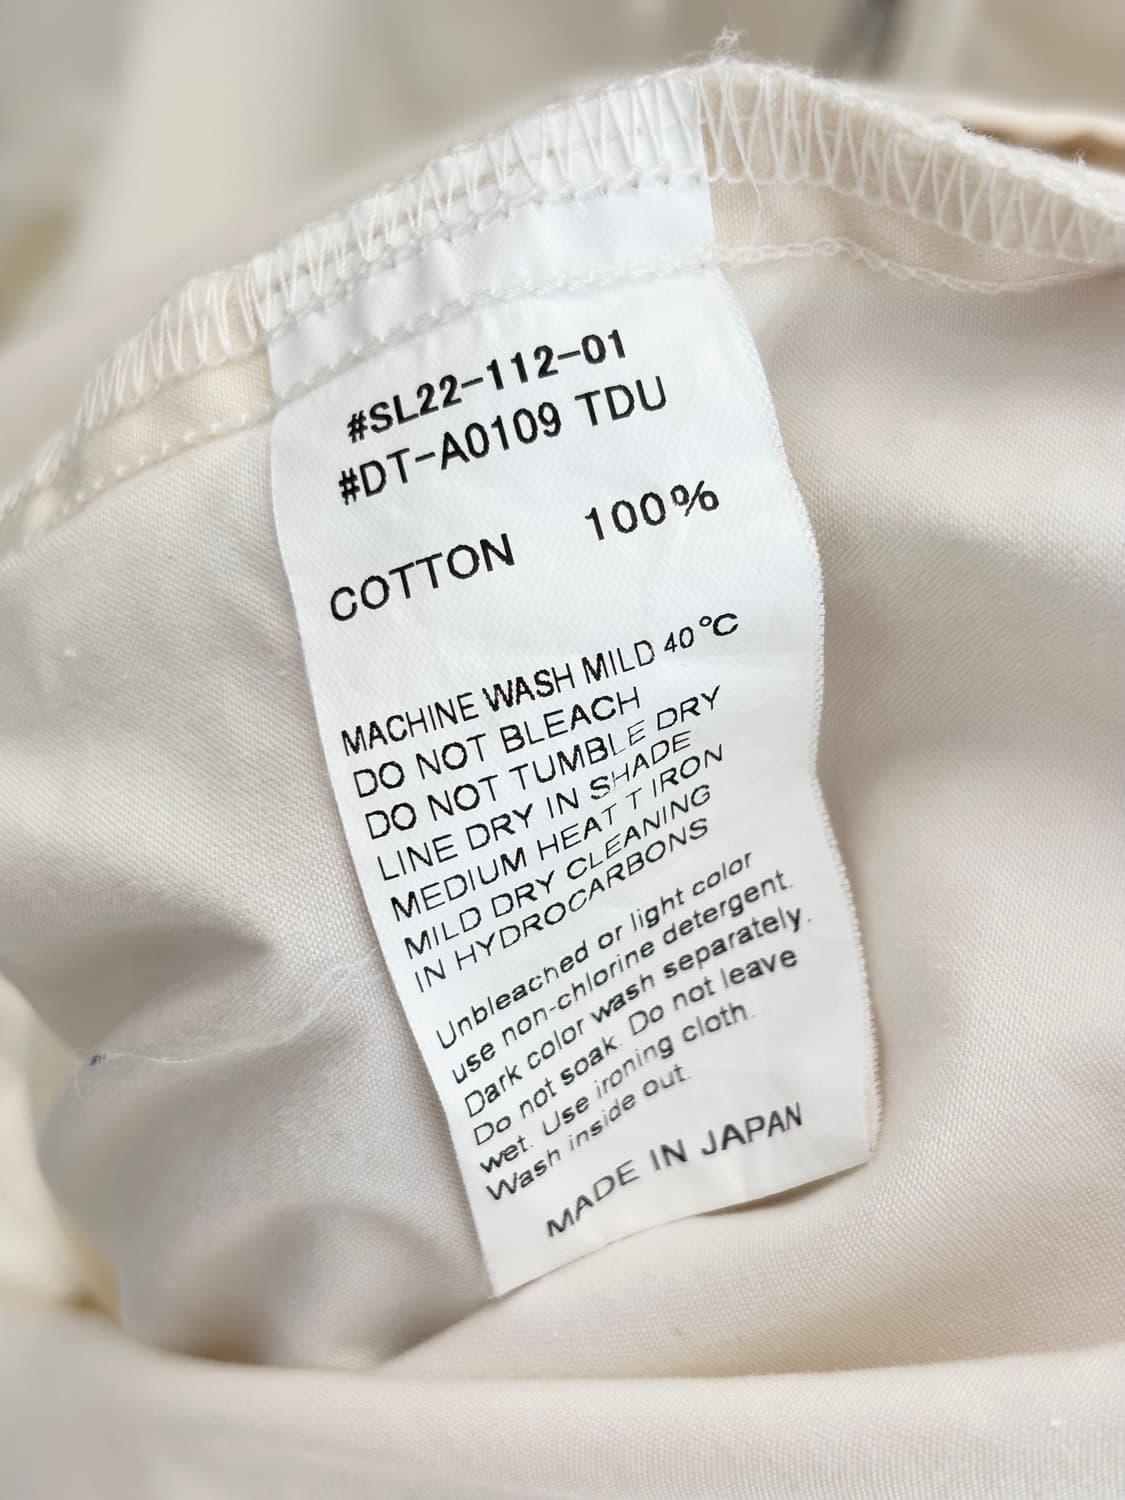 #SL22-112-01
#DT-A0109 TDU
COTTON 100%
MACHINE WASH MILD 40°C
DO NOT BLEACH
DO NOT TUMBLE DRY
LINE DRY IN SHADE
MEDIUM HEAT T IRON
MILD DRY CLEANING
IN HYDROCARBONS
Unbleached or light color
use non-chlorine detergent.
Dark color wash separately.
Do not soak. Do not leave
wet. Use ironing cloth.
Wash inside out.
MADE IN JAPAN